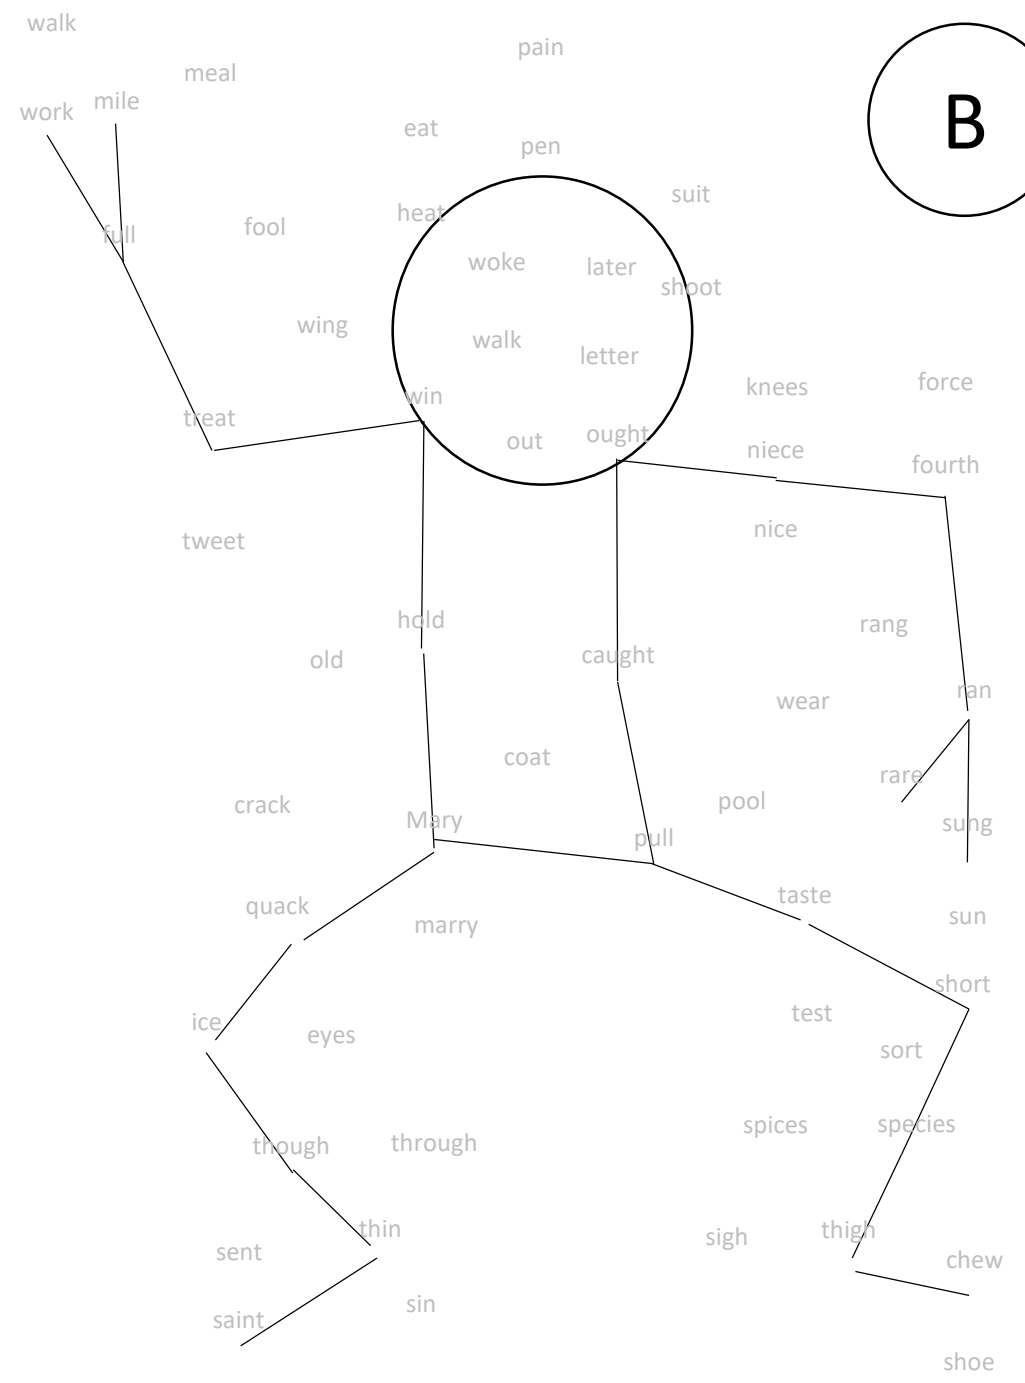 walk
pain
meal
mile
work
B
eat
pen
suit
heat
fool
full
woke
later
shoot
wing
walk
letter
knees
force
win
treat
out
ought
niece
fourth
tweet
nice
hold
rang
old
caught
ran
wear
coat
rare
crack
pool
Mary
sung
pull
taste
quack
marry
sun
short
ice
test
eyes
sort
though
through
spices
species
thin
sigh
thigh
sent
chew
sin
saint
shoe